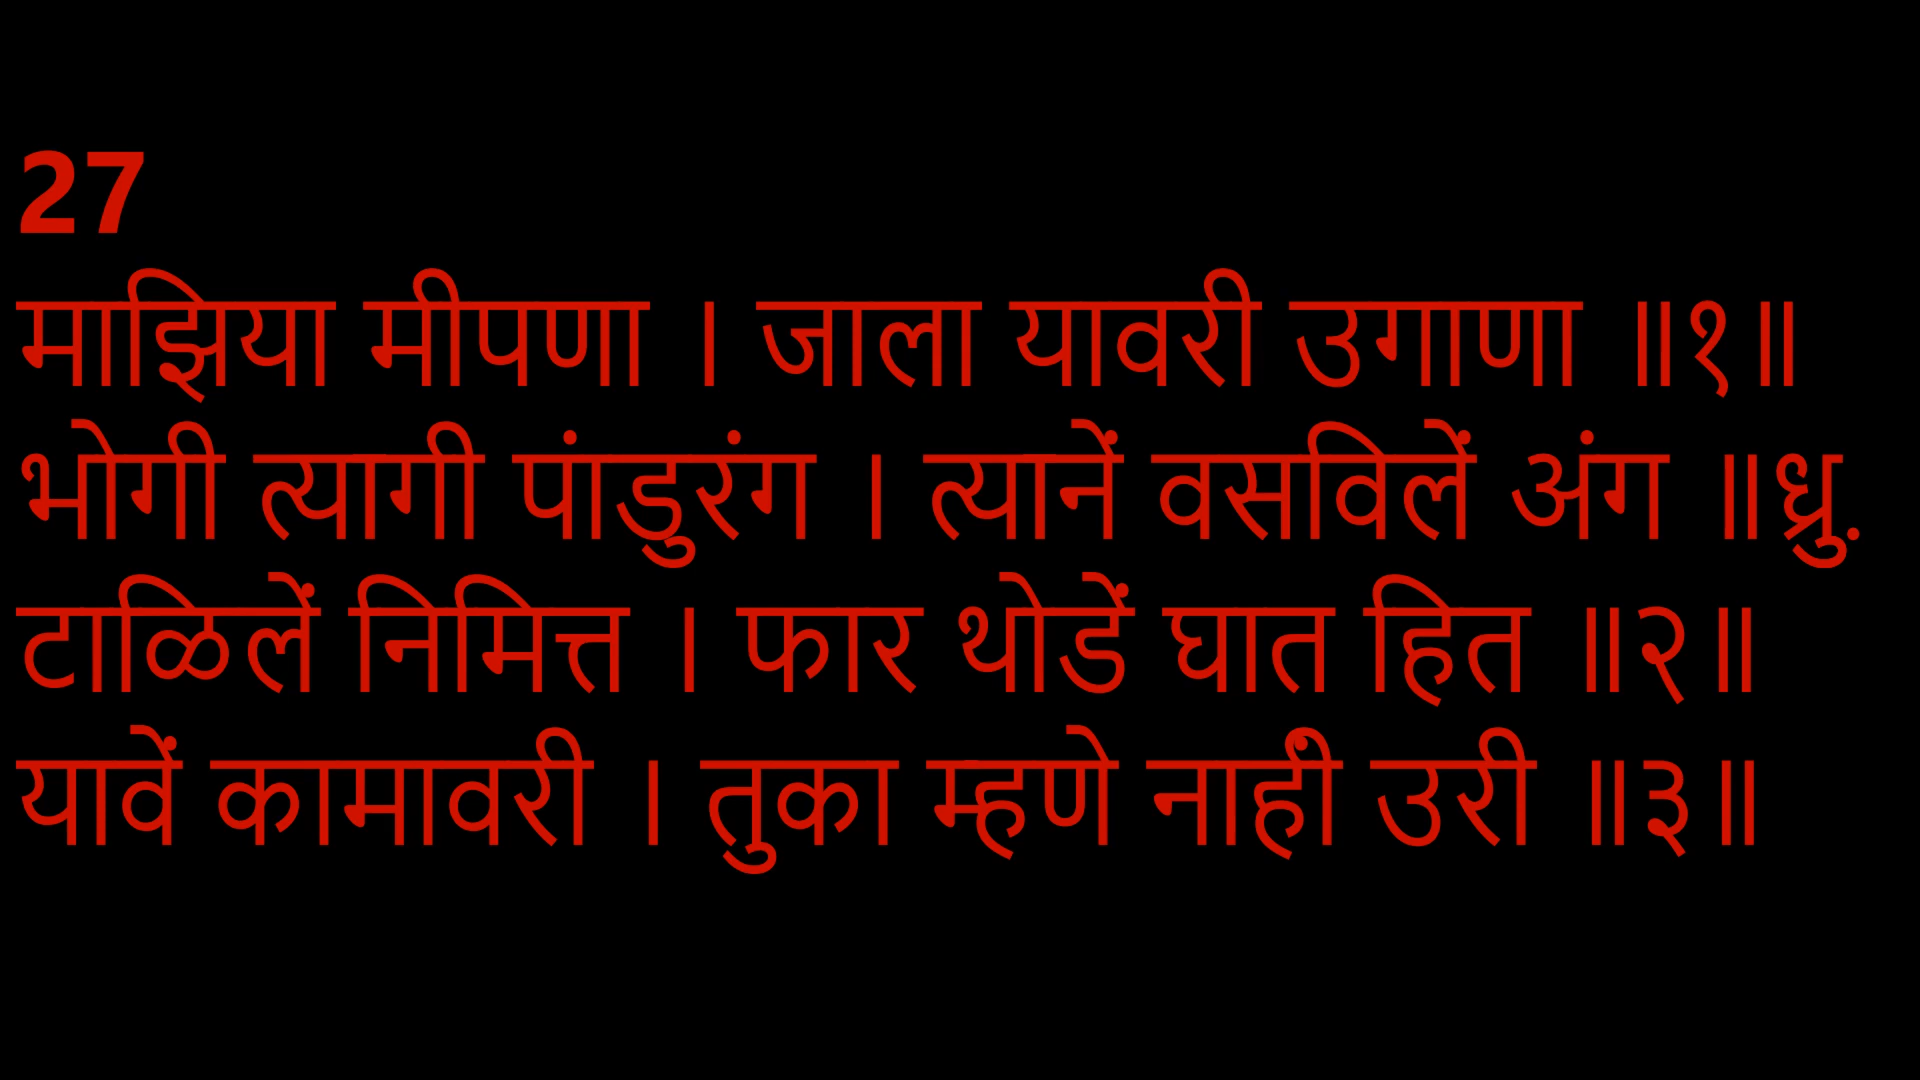 27
माझिया मीपणा । जाला यावरी उगाणा ॥१॥
भोगी त्यागी पांडुरंग । त्यानें वसविलें अंग ॥ध्रु.
टाळिलें निमित्त । फार थोडें घात हित ॥२॥
यावें कामावरी । तुका म्हणे नाहीं उरी ॥३॥